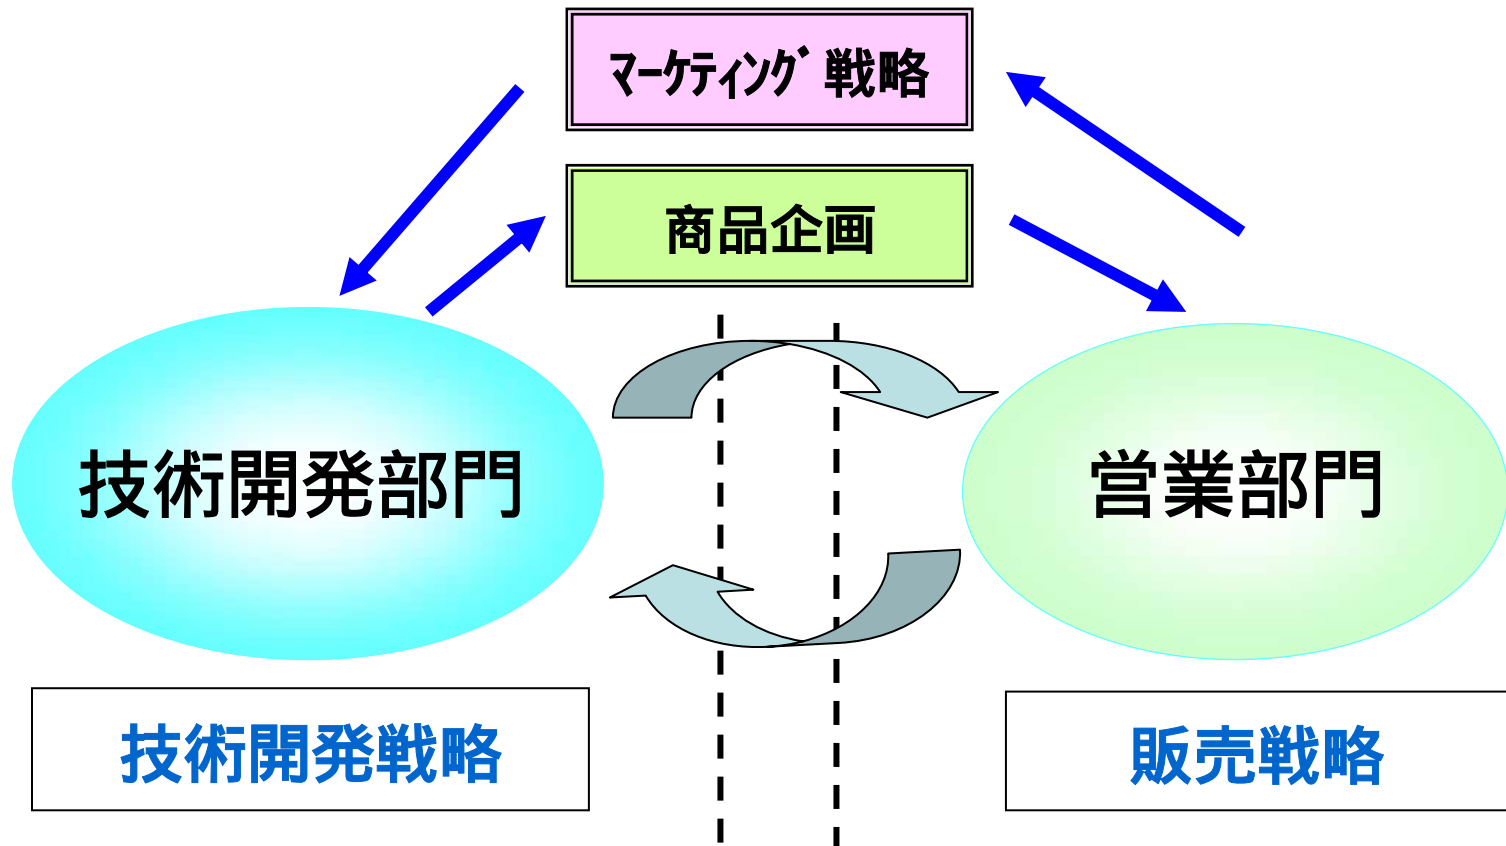 ﾏｰｹﾃｨﾝｸﾞ 戦略
商品企画
技術開発部門
営業部門
技術開発戦略
販売戦略